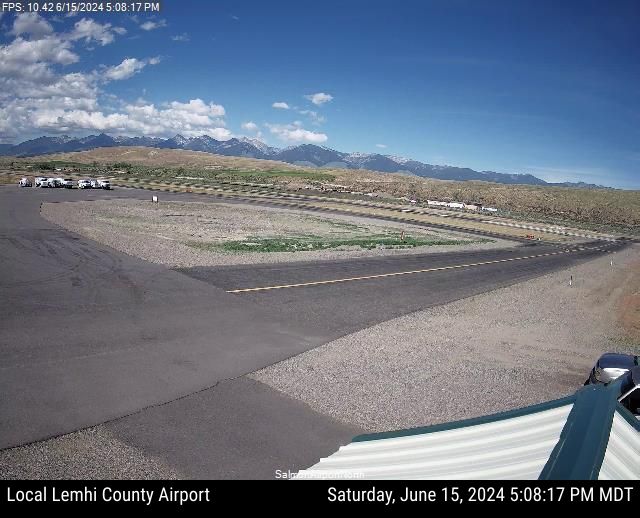 FPS: 10.42 6/15/2024 5:08:17 PM
Local Lemhi County Airport
Saturday, June 15, 2024 5:08:17 PM MDT